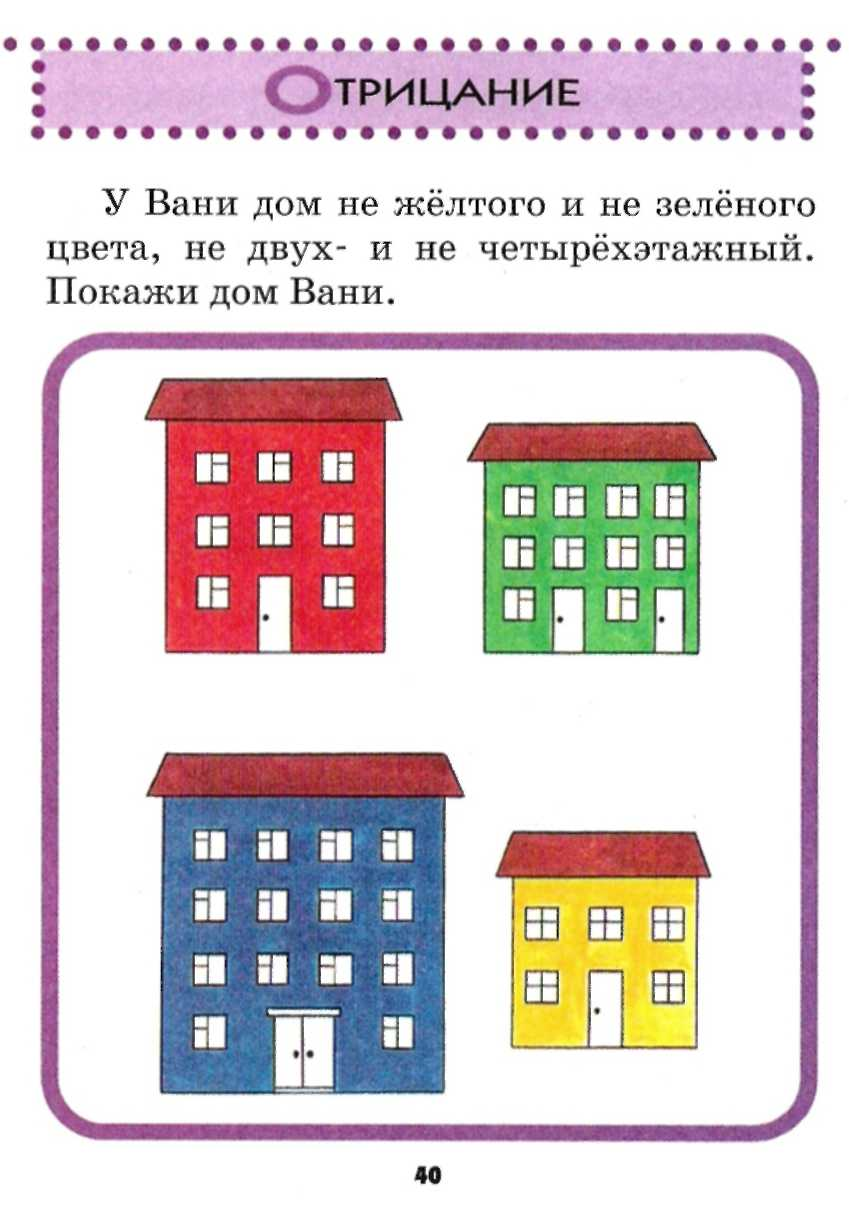 ОТРИЦАНИЕ
У Вани дом не жёлтого и не зелёного
цвета, не двух- и не четырёхэтажный.
Покажи дом Вани.
40